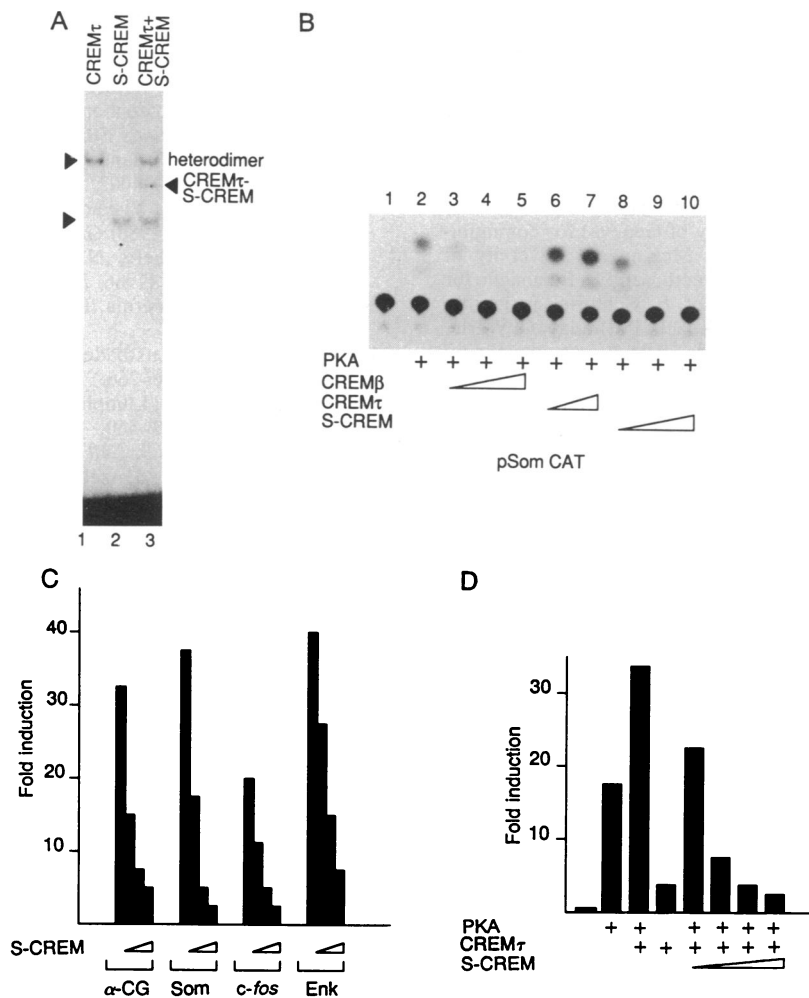 A
CREMτ
S-CREM
CREMτ+
S-CREM
heterodimer
CREMτ-
S-CREM
1 2 3
B
1 2 3 4 5 6 7 8 9 10
PKA + + + + + + + + +
CREMβ
CREMτ
S-CREM
pSom CAT
C
Fold induction
40
30
20
10
S-CREM
α-CG Som c-fos Enk
D
Fold induction
30
20
10
PKA + + + + + +
CREMτ + + + + + +
S-CREM